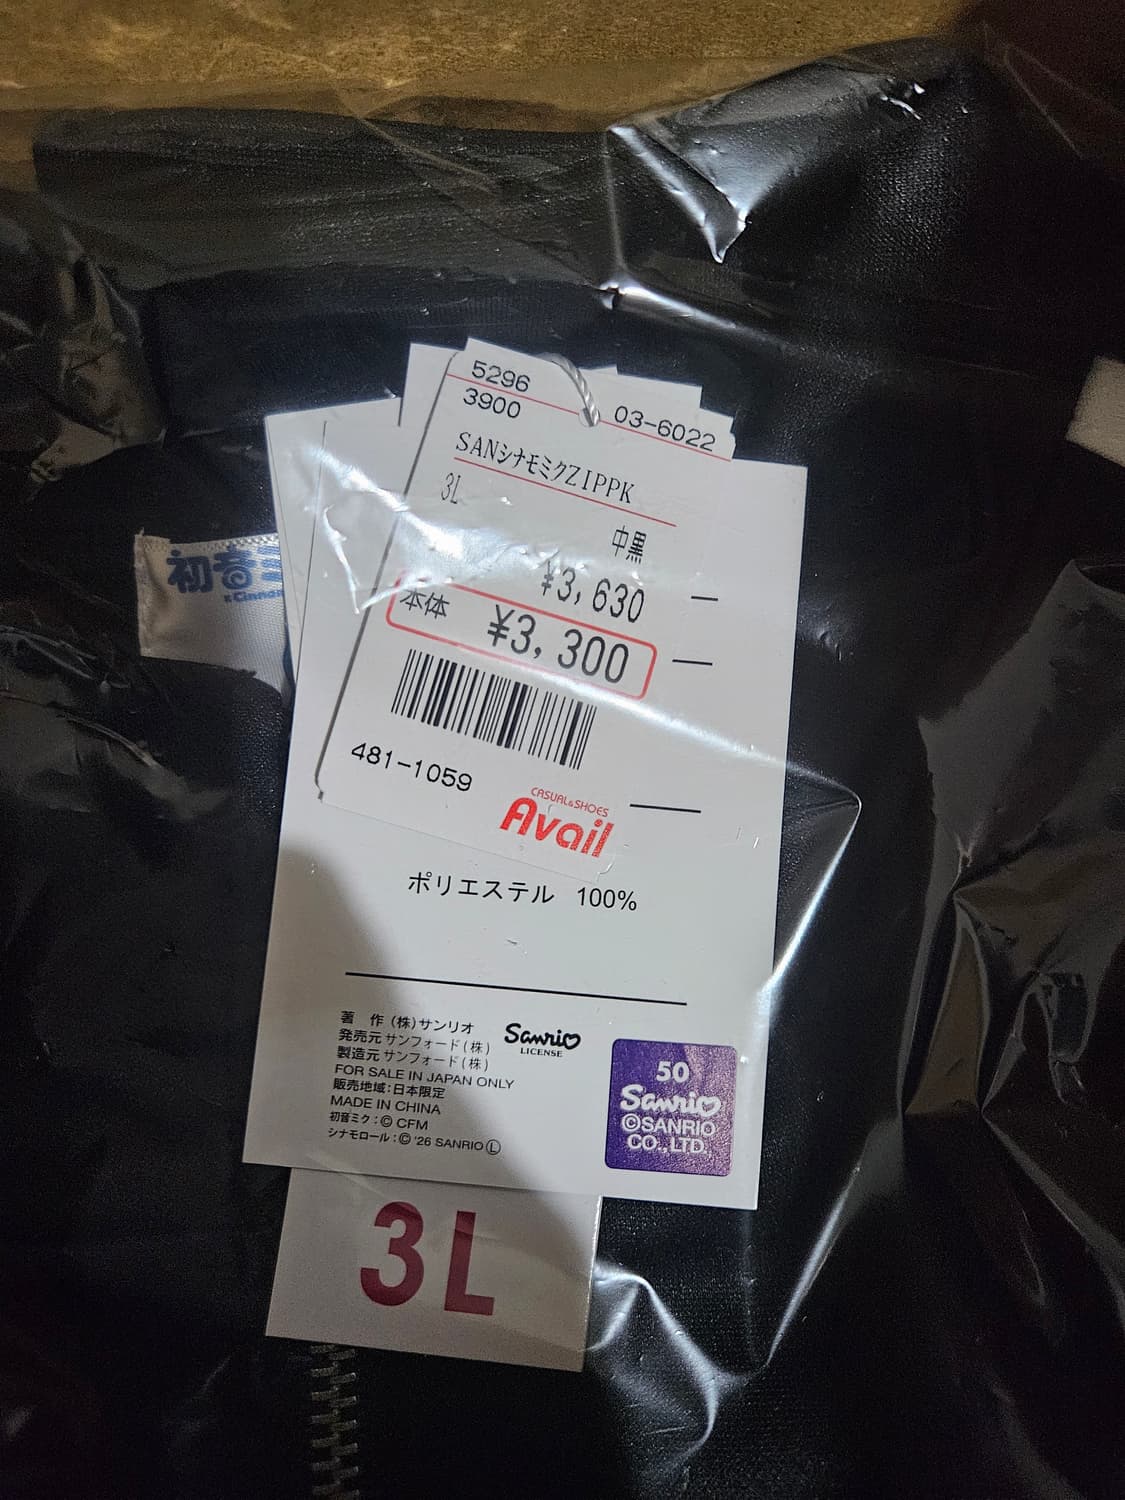 5296
3900
03-6022
SANシナモミクZIPPK
3L
中黒
¥3,630
本体 ¥3,300
481-1059
CASUAL&SHOES
Avail
ポリエステル 100%
著 作 (株)サンリオ
発売元 サンフォード(株)
製造元 サンフォード(株)
FOR SALE IN JAPAN ONLY
販売地域:日本限定
MADE IN CHINA
初音ミク:© CFM
シナモロール:© '26 SANRIO Ⓛ
Sanrio
LICENSE
50
Sanrio
©SANRIO
CO.,LTD.
3L
初音ミ
x Cinnamo